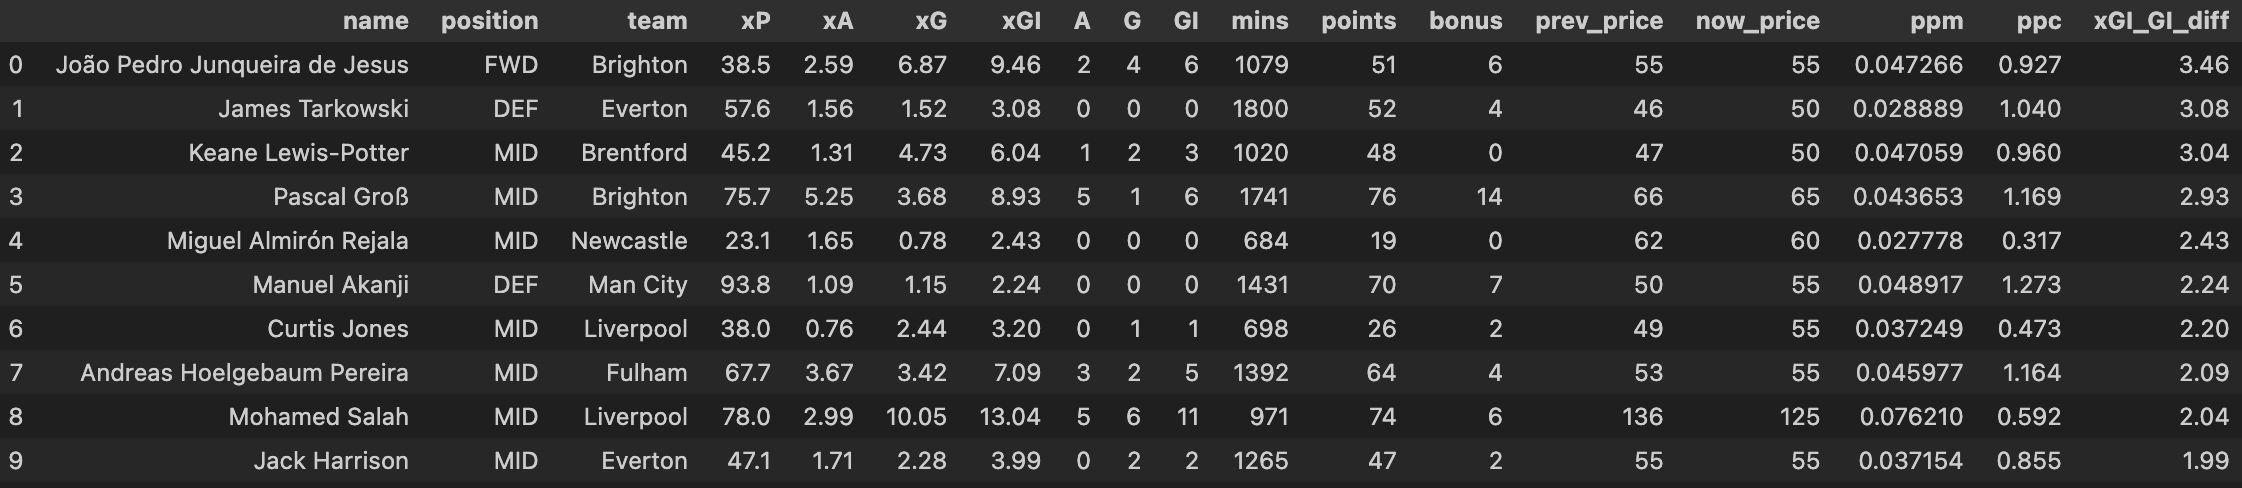 name position team xP xA xG xGI A G GI mins points bonus prev_price now_price ppm ppc xGI_GI_diff
0 João Pedro Junqueira de Jesus FWD Brighton 38.5 2.59 6.87 9.46 2 4 6 1079 51 6 55 55 0.047266 0.927 3.46
1 James Tarkowski DEF Everton 57.6 1.56 1.52 3.08 0 0 0 1800 52 4 46 50 0.028889 1.040 3.08
2 Keane Lewis-Potter MID Brentford 45.2 1.31 4.73 6.04 1 2 3 1020 48 0 47 50 0.047059 0.960 3.04
3 Pascal Groß MID Brighton 75.7 5.25 3.68 8.93 5 1 6 1741 76 14 66 65 0.043653 1.169 2.93
4 Miguel Almirón Rejala MID Newcastle 23.1 1.65 0.78 2.43 0 0 0 684 19 0 62 60 0.027778 0.317 2.43
5 Manuel Akanji DEF Man City 93.8 1.09 1.15 2.24 0 0 0 1431 70 7 50 55 0.048917 1.273 2.24
6 Curtis Jones MID Liverpool 38.0 0.76 2.44 3.20 0 1 1 698 26 2 49 55 0.037249 0.473 2.20
7 Andreas Hoelgebaum Pereira MID Fulham 67.7 3.67 3.42 7.09 3 2 5 1392 64 4 53 55 0.045977 1.164 2.09
8 Mohamed Salah MID Liverpool 78.0 2.99 10.05 13.04 5 6 11 971 74 6 136 125 0.076210 0.592 2.04
9 Jack Harrison MID Everton 47.1 1.71 2.28 3.99 0 2 2 1265 47 2 55 55 0.037154 0.855 1.99